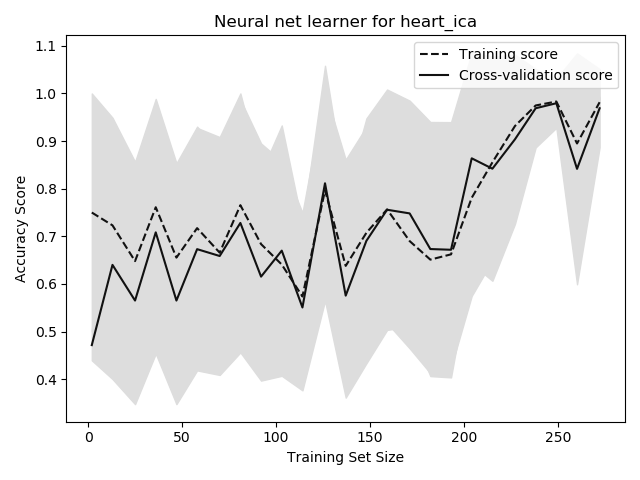 Neural net learner for heart_ica
Training score
Cross-validation score
Accuracy Score
1.1
1.0
0.9
0.8
0.7
0.6
0.5
0.4
0
50
100
150
200
250
Training Set Size